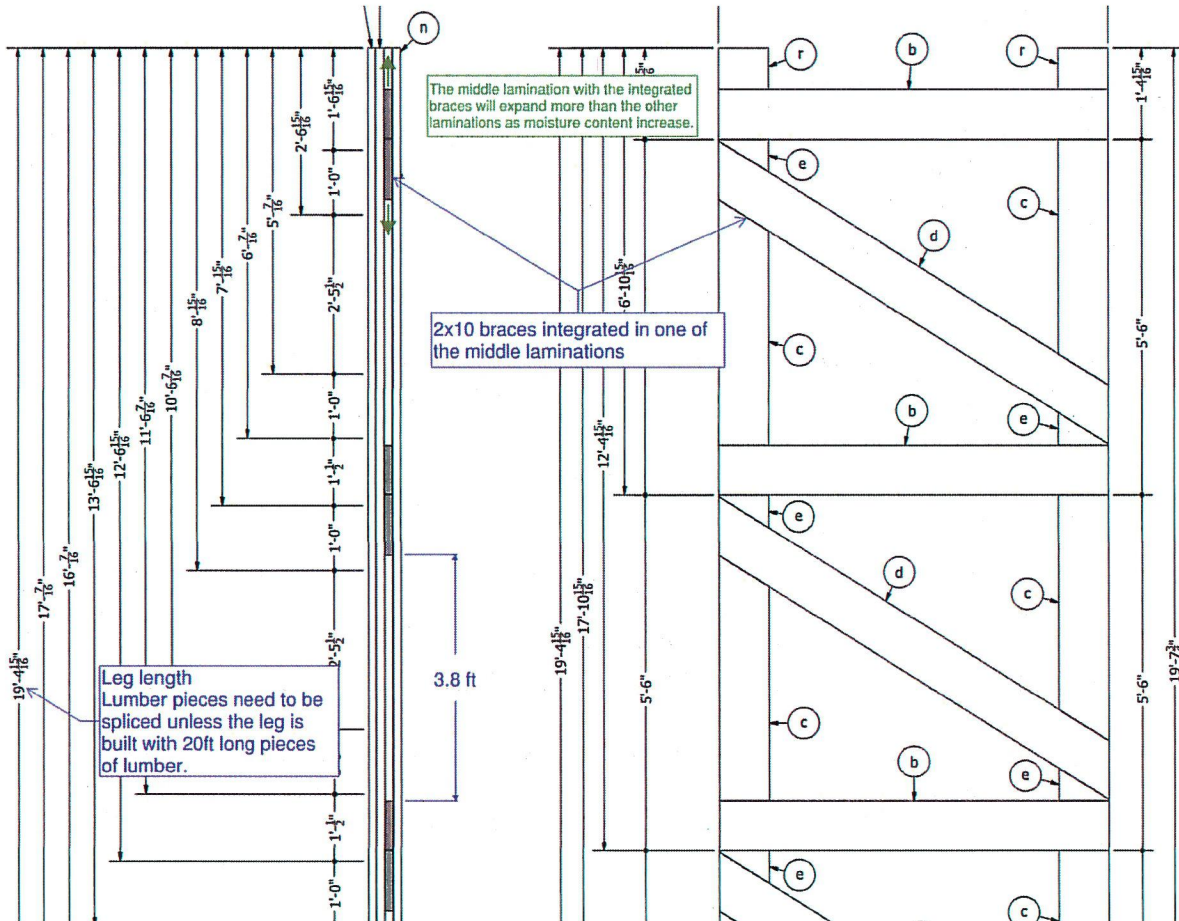 n
The middle lamination with the integrated
braces will expand more than the other
laminations as moisture content increase.
2x10 braces integrated in one of
the middle laminations
Leg length
Lumber pieces need to be
spliced unless the leg is
built with 20ft long pieces
of lumber.
3.8 ft
19'-4 15/16"
17'-7/16"
16'-7/16"
13'-6 15/16"
12'-6 15/16"
11'-6 7/16"
10'-6 7/16"
8'-15/16"
7'-15/16"
6'-7/16"
5'-7/16"
2'-6 15/16"
1'-6 15/16"
1'-0"
2'-5 1/2"
1'-0"
1'-1/2"
1'-0"
2'-5 1/2"
1'-1/2"
1'-0"
19'-4 15/16"
17'-10 15/16"
12'-4 15/16"
6'-10 15/16"
5'-6"
5'-6"
r
b
r
e
c
d
c
e
b
e
d
c
c
e
b
e
c
1'-4 15/16"
5'-6"
5'-6"
19'-7 3/4"